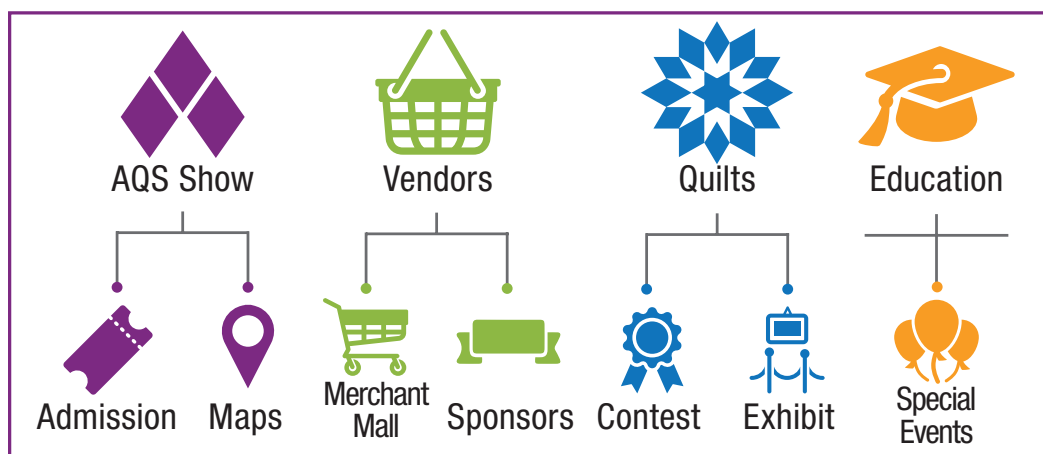 AQS Show
Vendors
Quilts
Education
Admission
Maps
Merchant
Mall
Sponsors
Contest
Exhibit
Special
Events